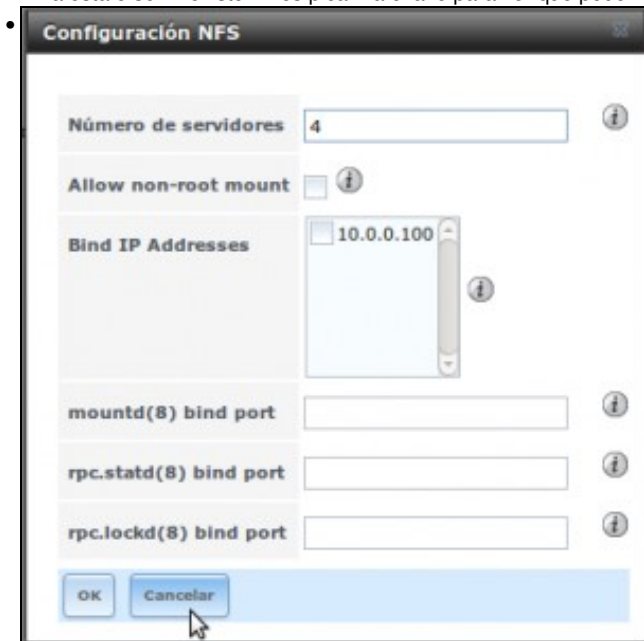 Configuración NFS
Número de servidores 4
Allow non-root mount
Bind IP Addresses 10.0.0.100
mountd(8) bind port
rpc.statd(8) bind port
rpc.lockd(8) bind port
OK Cancelar